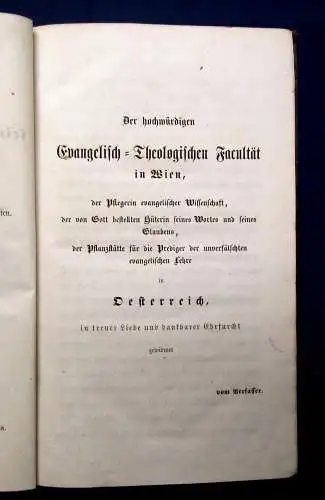 Der hochwürdigen
Evangelisch-Theologischen Facultät
in Wien,
der Pflegerin evangelischer Wissenschaft,
der von Gott bestellten Hüterin seines Wortes und seines
Glaubens,
der Pflanzstätte für die Prediger der unverfälschten
evangelischen Lehre
in
Oesterreich,
in treuer Liebe und dankbarer Ehrfurcht
gewidmet
vom Verfasser.